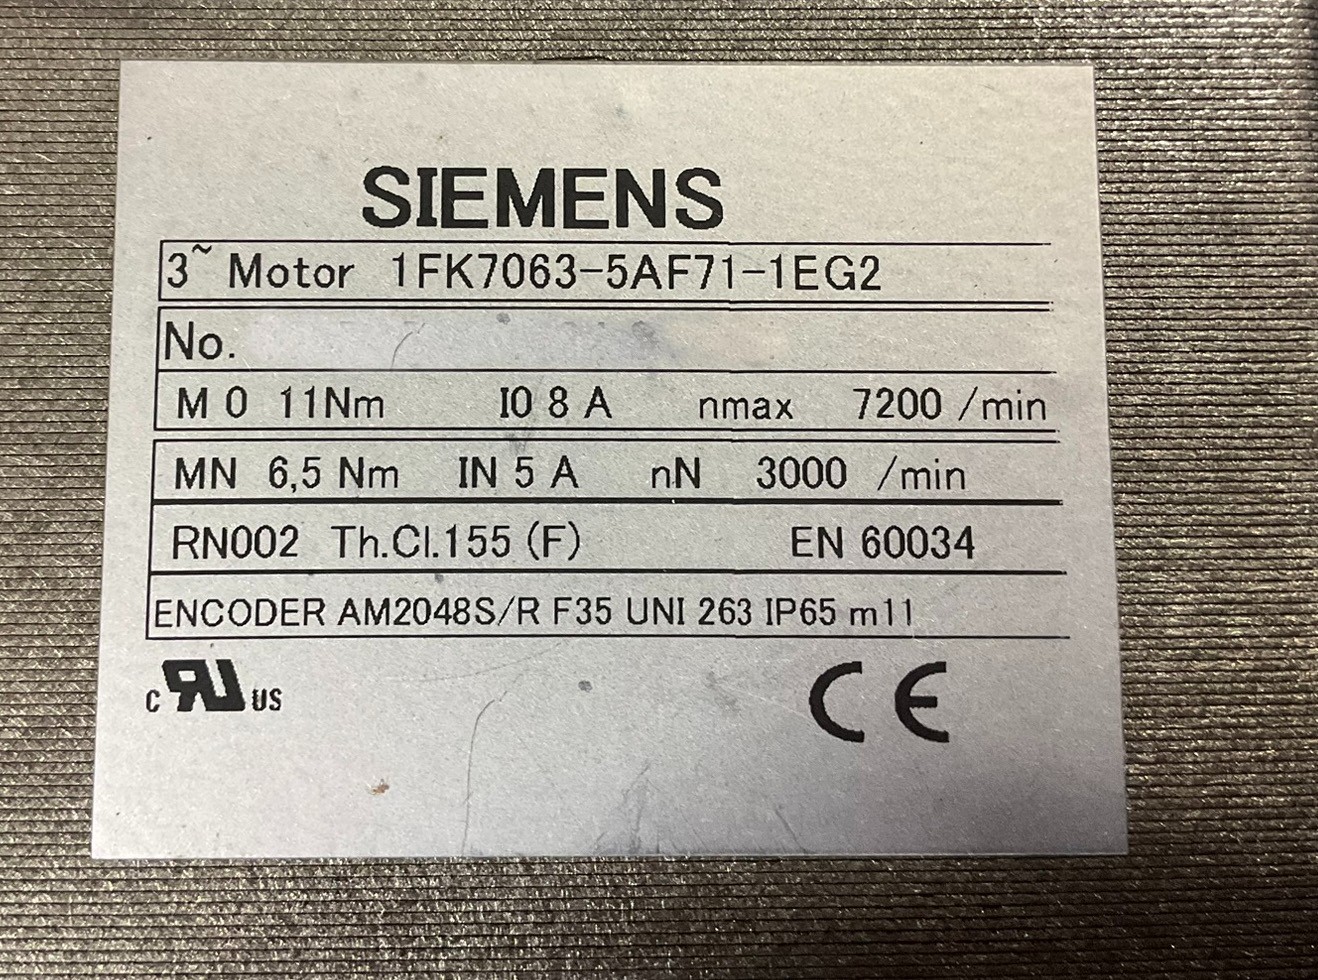 SIEMENS
3~ Motor 1FK7063-5AF71-1EG2
No.
M 0 11Nm I0 8 A nmax 7200 /min
MN 6,5 Nm IN 5 A nN 3000 /min
RN002 Th.Cl.155 (F) EN 60034
ENCODER AM2048S/R F35 UNI 263 IP65 m11
c RU US CE